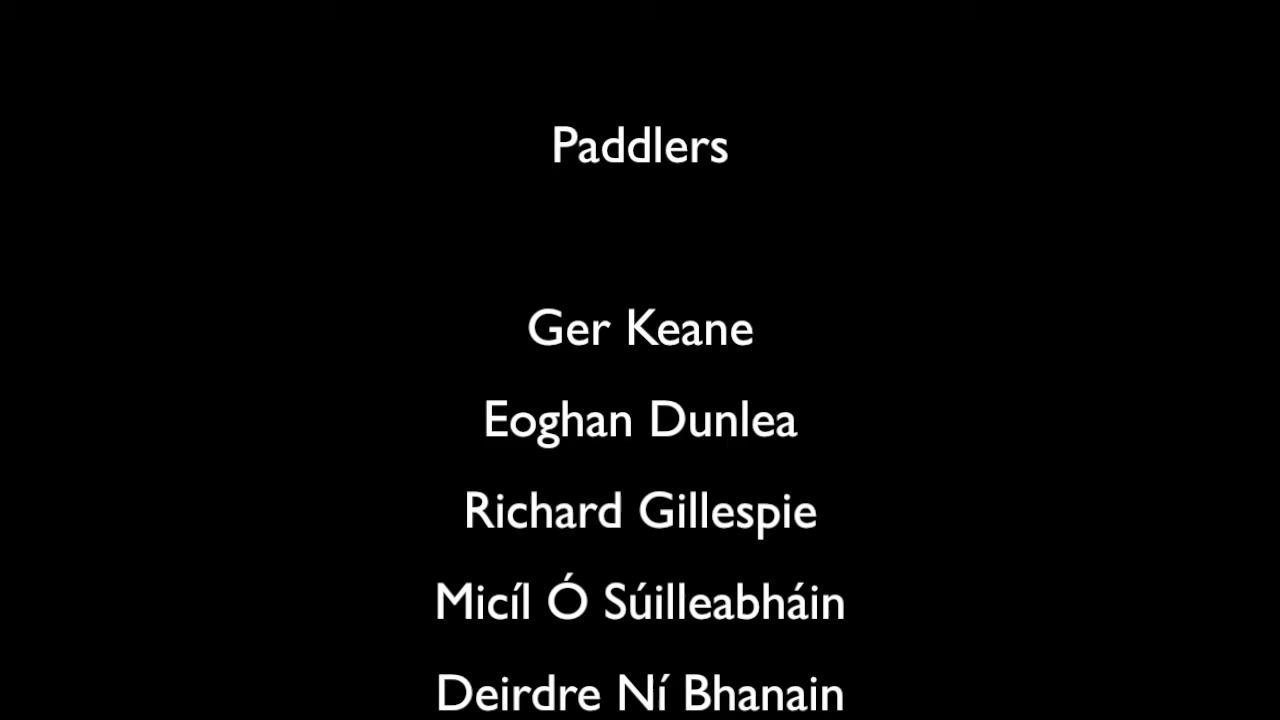 Paddlers
Ger Keane
Eoghan Dunlea
Richard Gillespie
Micíl Ó Súilleabháin
Deirdre Ní Bhanain